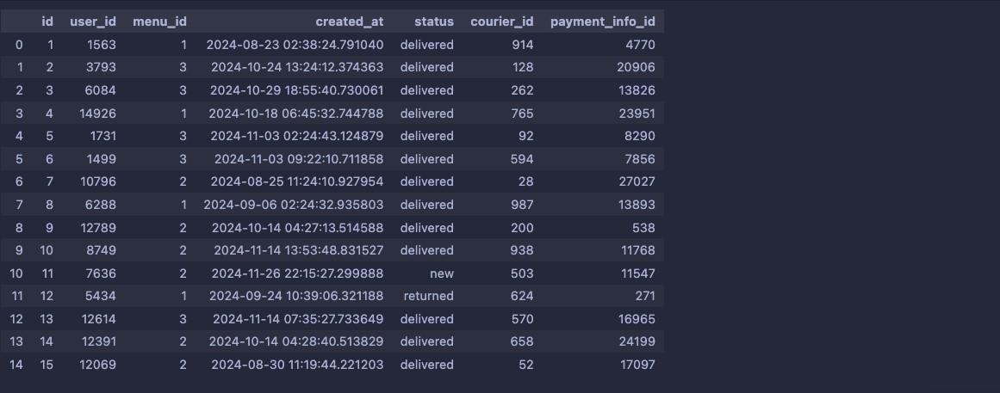 id user_id menu_id created_at status courier_id payment_info_id
0 1 1563 1 2024-08-23 02:38:24.791040 delivered 914 4770
1 2 3793 3 2024-10-24 13:24:12.374363 delivered 128 20906
2 3 6084 3 2024-10-29 18:55:40.730061 delivered 262 13826
3 4 14926 1 2024-10-18 06:45:32.744788 delivered 765 23951
4 5 1731 3 2024-11-03 02:24:43.124879 delivered 92 8290
5 6 1499 3 2024-11-03 09:22:10.711858 delivered 594 7856
6 7 10796 2 2024-08-25 11:24:10.927954 delivered 28 27027
7 8 6288 1 2024-09-06 02:24:32.935803 delivered 987 13893
8 9 12789 2 2024-10-14 04:27:13.514588 delivered 200 538
9 10 8749 2 2024-11-14 13:53:48.831527 delivered 938 11768
10 11 7636 2 2024-11-26 22:15:27.299888 new 503 11547
11 12 5434 1 2024-09-24 10:39:06.321188 returned 624 271
12 13 12614 3 2024-11-14 07:35:27.733649 delivered 570 16965
13 14 12391 2 2024-10-14 04:28:40.513829 delivered 658 24199
14 15 12069 2 2024-08-30 11:19:44.221203 delivered 52 17097